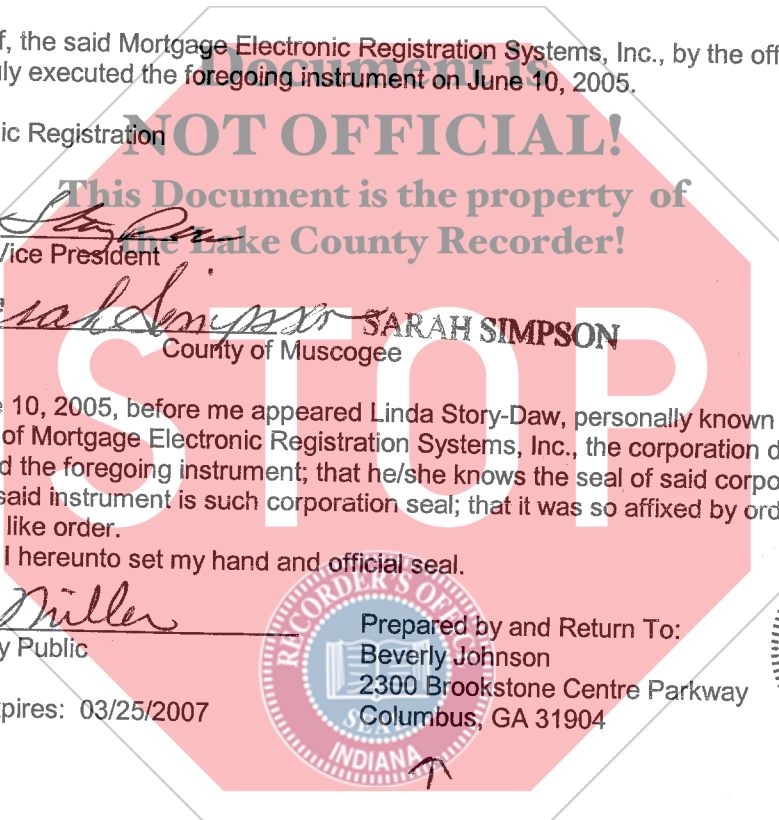 f, the said Mortgage Electronic Registration Systems, Inc., by the off
ly executed the foregoing instrument on June 10, 2005.
Document is
NOT OFFICIAL!
This Document is the property of
the Lake County Recorder!
STOP
ic Registration
Vice President
Simpson
SARAH SIMPSON
County of Muscogee
10, 2005, before me appeared Linda Story-Daw, personally known
of Mortgage Electronic Registration Systems, Inc., the corporation d
d the foregoing instrument; that he/she knows the seal of said corpo
said instrument is such corporation seal; that it was so affixed by ord
like order.
I hereunto set my hand and official seal.
Miller
y Public
pires: 03/25/2007
Prepared by and Return To:
Beverly Johnson
2300 Brookstone Centre Parkway
Columbus, GA 31904
RECORDER'S OFFICE
SEAL
INDIANA